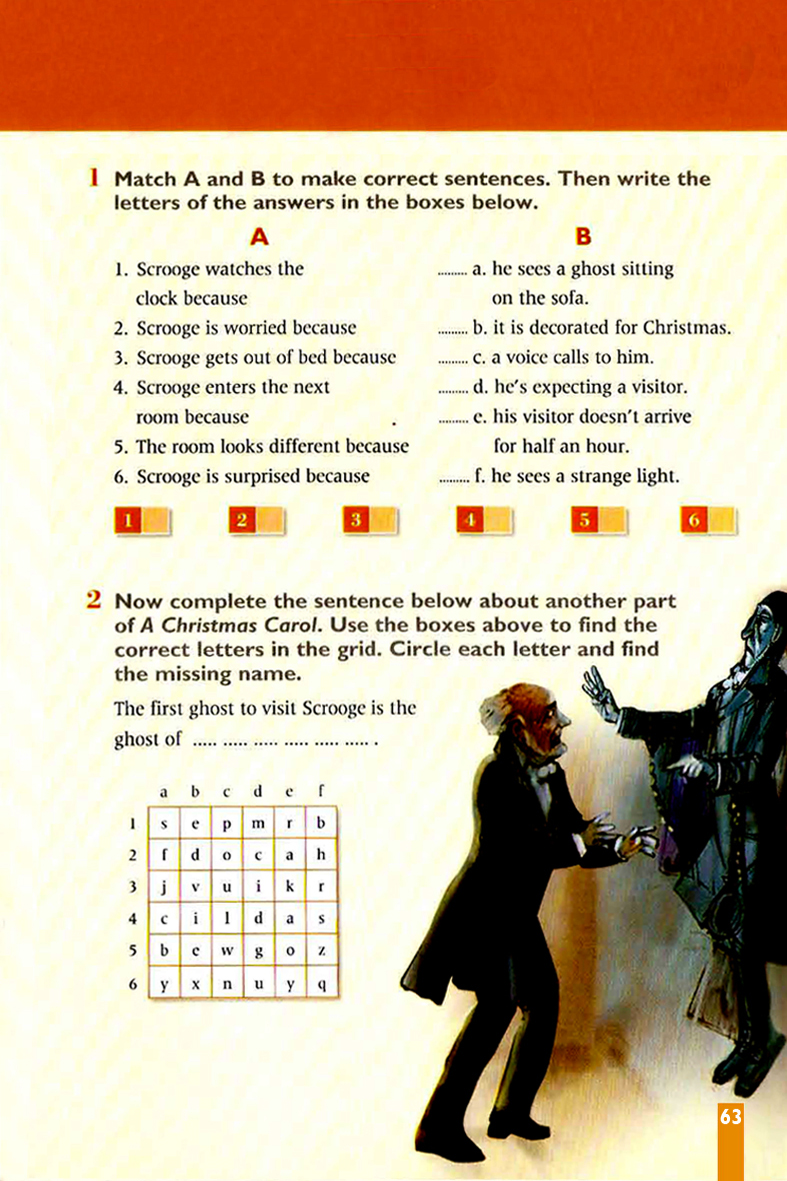 1 Match A and B to make correct sentences. Then write the
letters of the answers in the boxes below.
A B
1. Scrooge watches the
clock because
2. Scrooge is worried because
3. Scrooge gets out of bed because
4. Scrooge enters the next
room because
5. The room looks different because
6. Scrooge is surprised because
......... a. he sees a ghost sitting
on the sofa.
......... b. it is decorated for Christmas.
......... c. a voice calls to him.
......... d. he's expecting a visitor.
......... e. his visitor doesn't arrive
for half an hour.
......... f. he sees a strange light.
1 2 3 4 5 6
2 Now complete the sentence below about another part
of A Christmas Carol. Use the boxes above to find the
correct letters in the grid. Circle each letter and find
the missing name.
The first ghost to visit Scrooge is the
ghost of ..... ..... ..... ..... ..... ..... .
a b c d e f
1 s e p m r b
2 f d o c a h
3 j v u i k r
4 c i l d a s
5 b e w g o z
6 y x n u y q
63